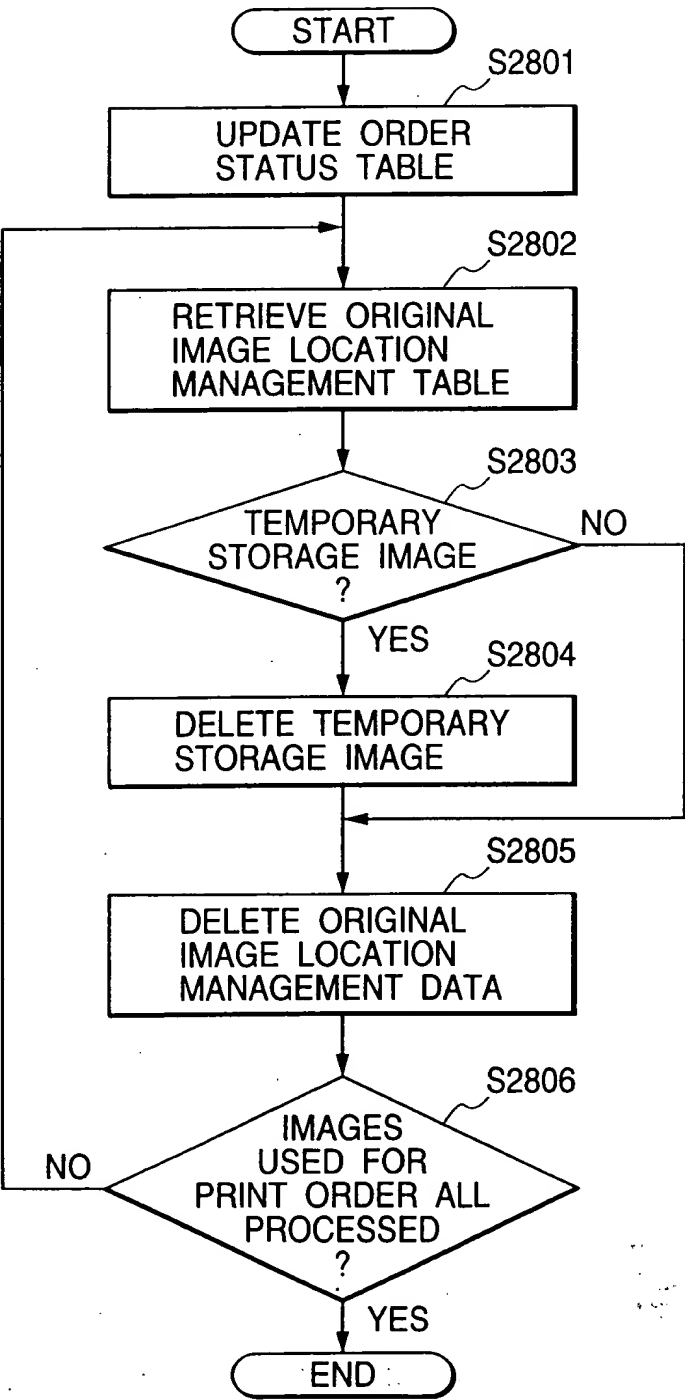 START
S2801
UPDATE ORDER
STATUS TABLE
S2802
RETRIEVE ORIGINAL
IMAGE LOCATION
MANAGEMENT TABLE
S2803
TEMPORARY
STORAGE IMAGE
?
NO
YES
S2804
DELETE TEMPORARY
STORAGE IMAGE
S2805
DELETE ORIGINAL
IMAGE LOCATION
MANAGEMENT DATA
S2806
IMAGES
USED FOR
PRINT ORDER ALL
PROCESSED
?
NO
YES
END